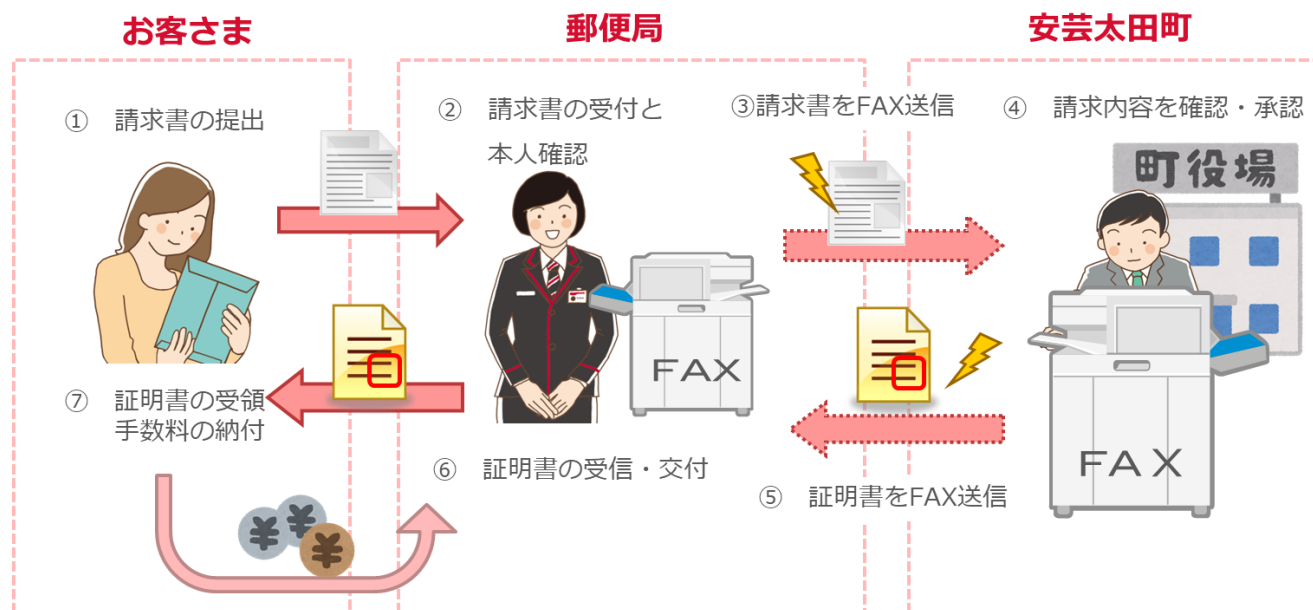 お客さま
郵便局
安芸太田町
① 請求書の提出
② 請求書の受付と
本人確認
③請求書をFAX送信
④ 請求内容を確認・承認
町役場
FAX
FAX
⑤ 証明書をFAX送信
⑥ 証明書の受信・交付
⑦ 証明書の受領
手数料の納付
¥
¥
¥